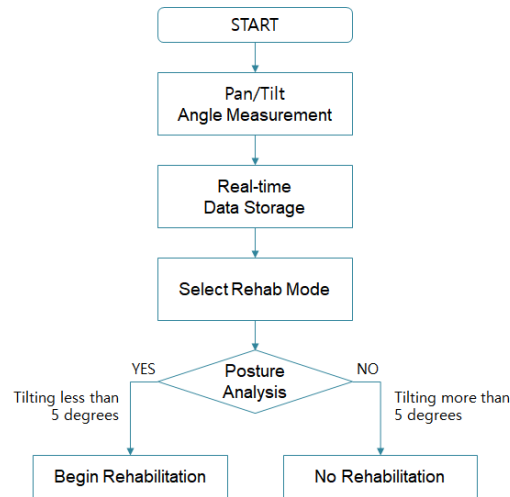 START
Pan/Tilt
Angle Measurement
Real-time
Data Storage
Select Rehab Mode
YES
Posture
Analysis
NO
Tilting less than
5 degrees
Tilting more than
5 degrees
Begin Rehabilitation
No Rehabilitation